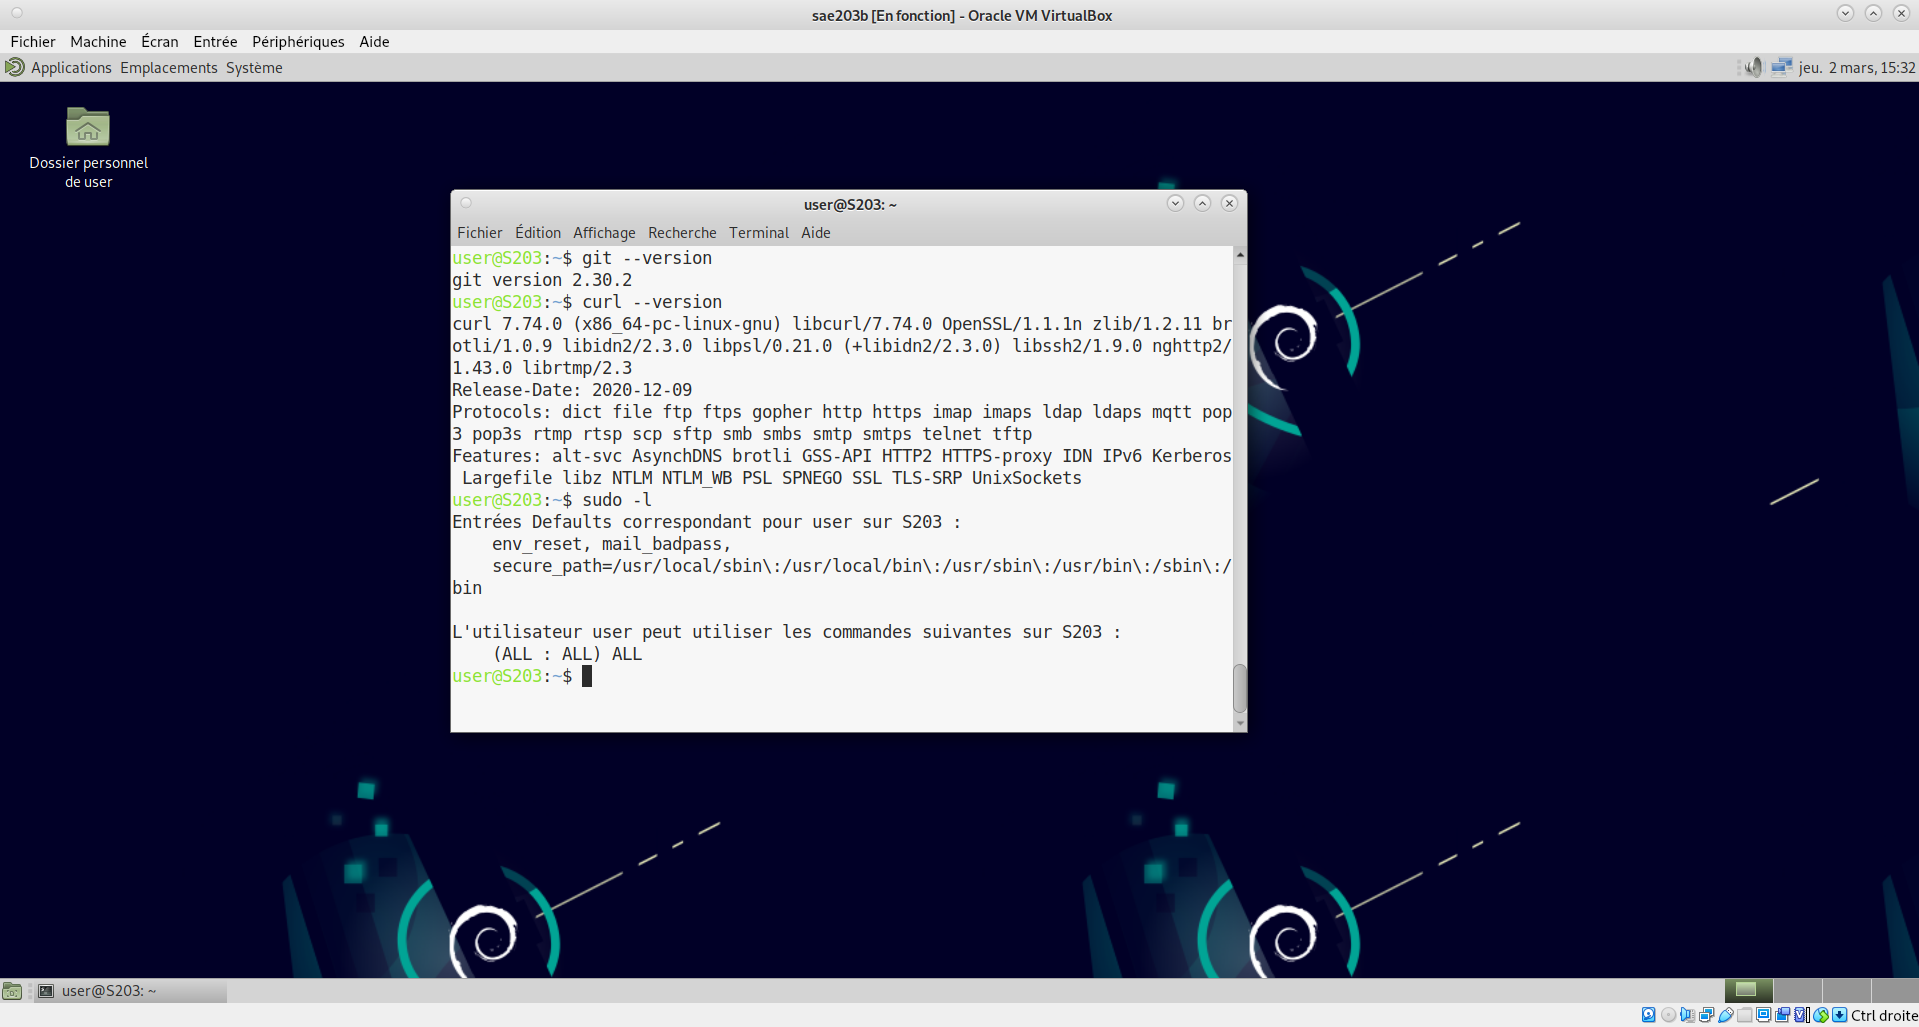 sae203b [En fonction] - Oracle VM VirtualBox
Fichier Machine Écran Entrée Périphériques Aide
Applications Emplacements Système
jeu. 2 mars, 15:32
Dossier personnel
de user
user@S203: ~
Fichier Édition Affichage Recherche Terminal Aide
user@S203:~$ git --version
git version 2.30.2
user@S203:~$ curl --version
curl 7.74.0 (x86_64-pc-linux-gnu) libcurl/7.74.0 OpenSSL/1.1.1n zlib/1.2.11 br
otli/1.0.9 libidn2/2.3.0 libpsl/0.21.0 (+libidn2/2.3.0) libssh2/1.9.0 nghttp2/
1.43.0 librtmp/2.3
Release-Date: 2020-12-09
Protocols: dict file ftp ftps gopher http https imap imaps ldap ldaps mqtt pop
3 pop3s rtmp rtsp scp sftp smb smbs smtp smtps telnet tftp
Features: alt-svc AsynchDNS brotli GSS-API HTTP2 HTTPS-proxy IDN IPv6 Kerberos
 Largefile libz NTLM NTLM_WB PSL SPNEGO SSL TLS-SRP UnixSockets
user@S203:~$ sudo -l
Entrées Defaults correspondant pour user sur S203 :
    env_reset, mail_badpass,
    secure_path=/usr/local/sbin\:/usr/local/bin\:/usr/sbin\:/usr/bin\:/sbin\:/
bin
L'utilisateur user peut utiliser les commandes suivantes sur S203 :
    (ALL : ALL) ALL
user@S203:~$
user@S203: ~
Ctrl droite